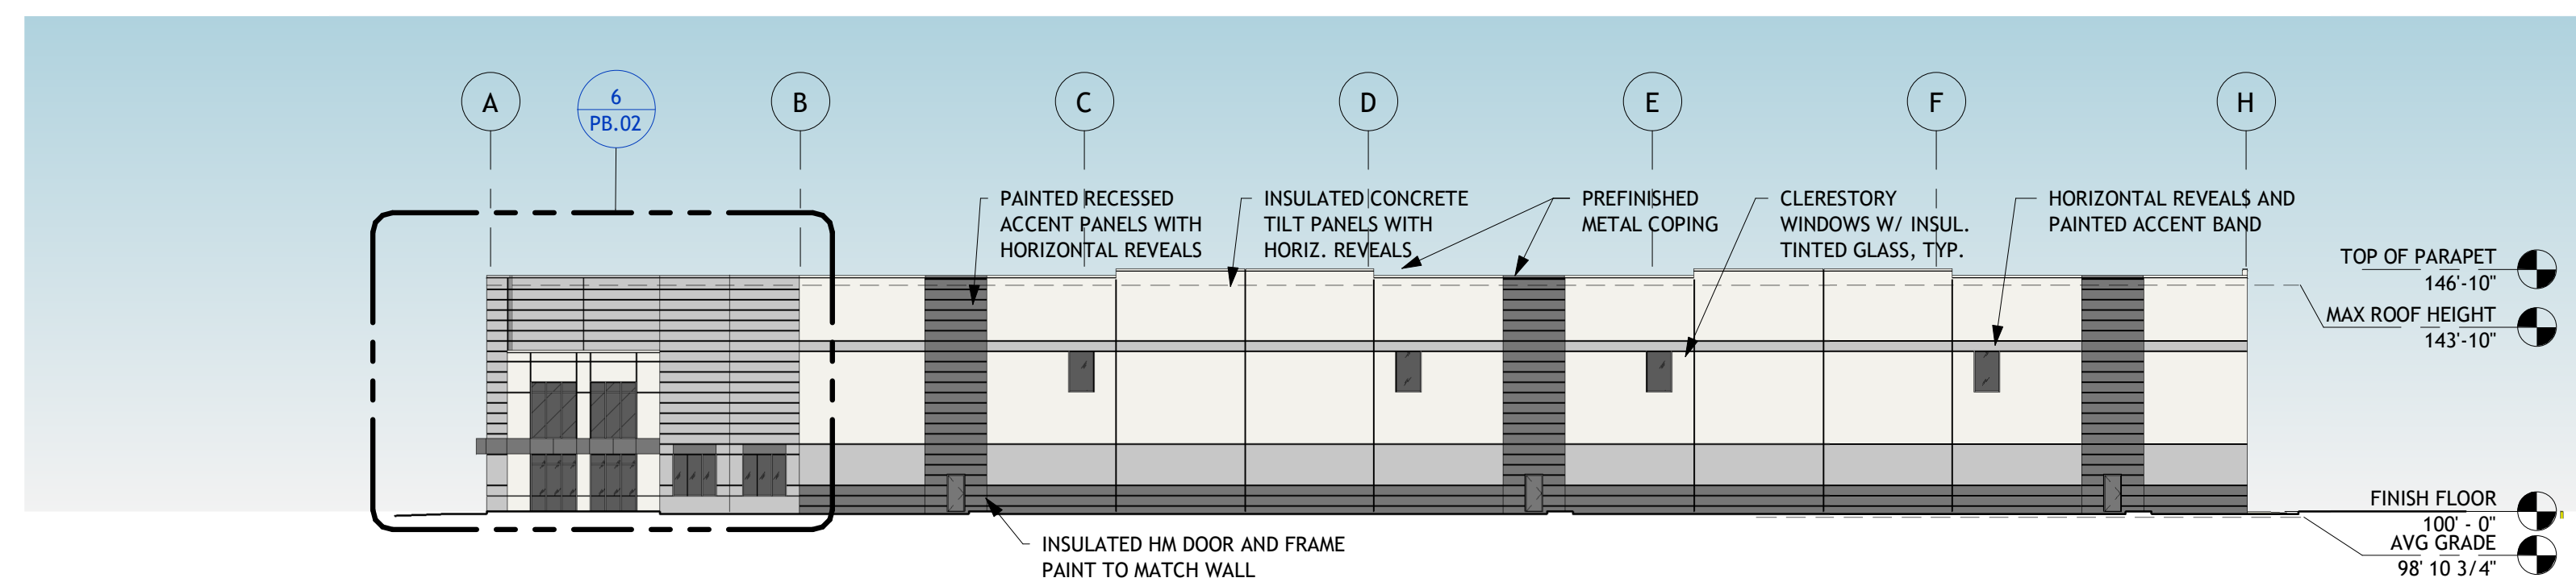 A
6
PB.02
B
C
D
E
F
H
PAINTED RECESSED
ACCENT PANELS WITH
HORIZONTAL REVEALS
INSULATED CONCRETE
TILT PANELS WITH
HORIZ. REVEALS
PREFINISHED
METAL COPING
CLERESTORY
WINDOWS W/ INSUL.
TINTED GLASS, TYP.
HORIZONTAL REVEALS AND
PAINTED ACCENT BAND
TOP OF PARAPET
146'-10"
MAX ROOF HEIGHT
143'-10"
FINISH FLOOR
100' - 0"
AVG GRADE
98' 10 3/4"
INSULATED HM DOOR AND FRAME
PAINT TO MATCH WALL